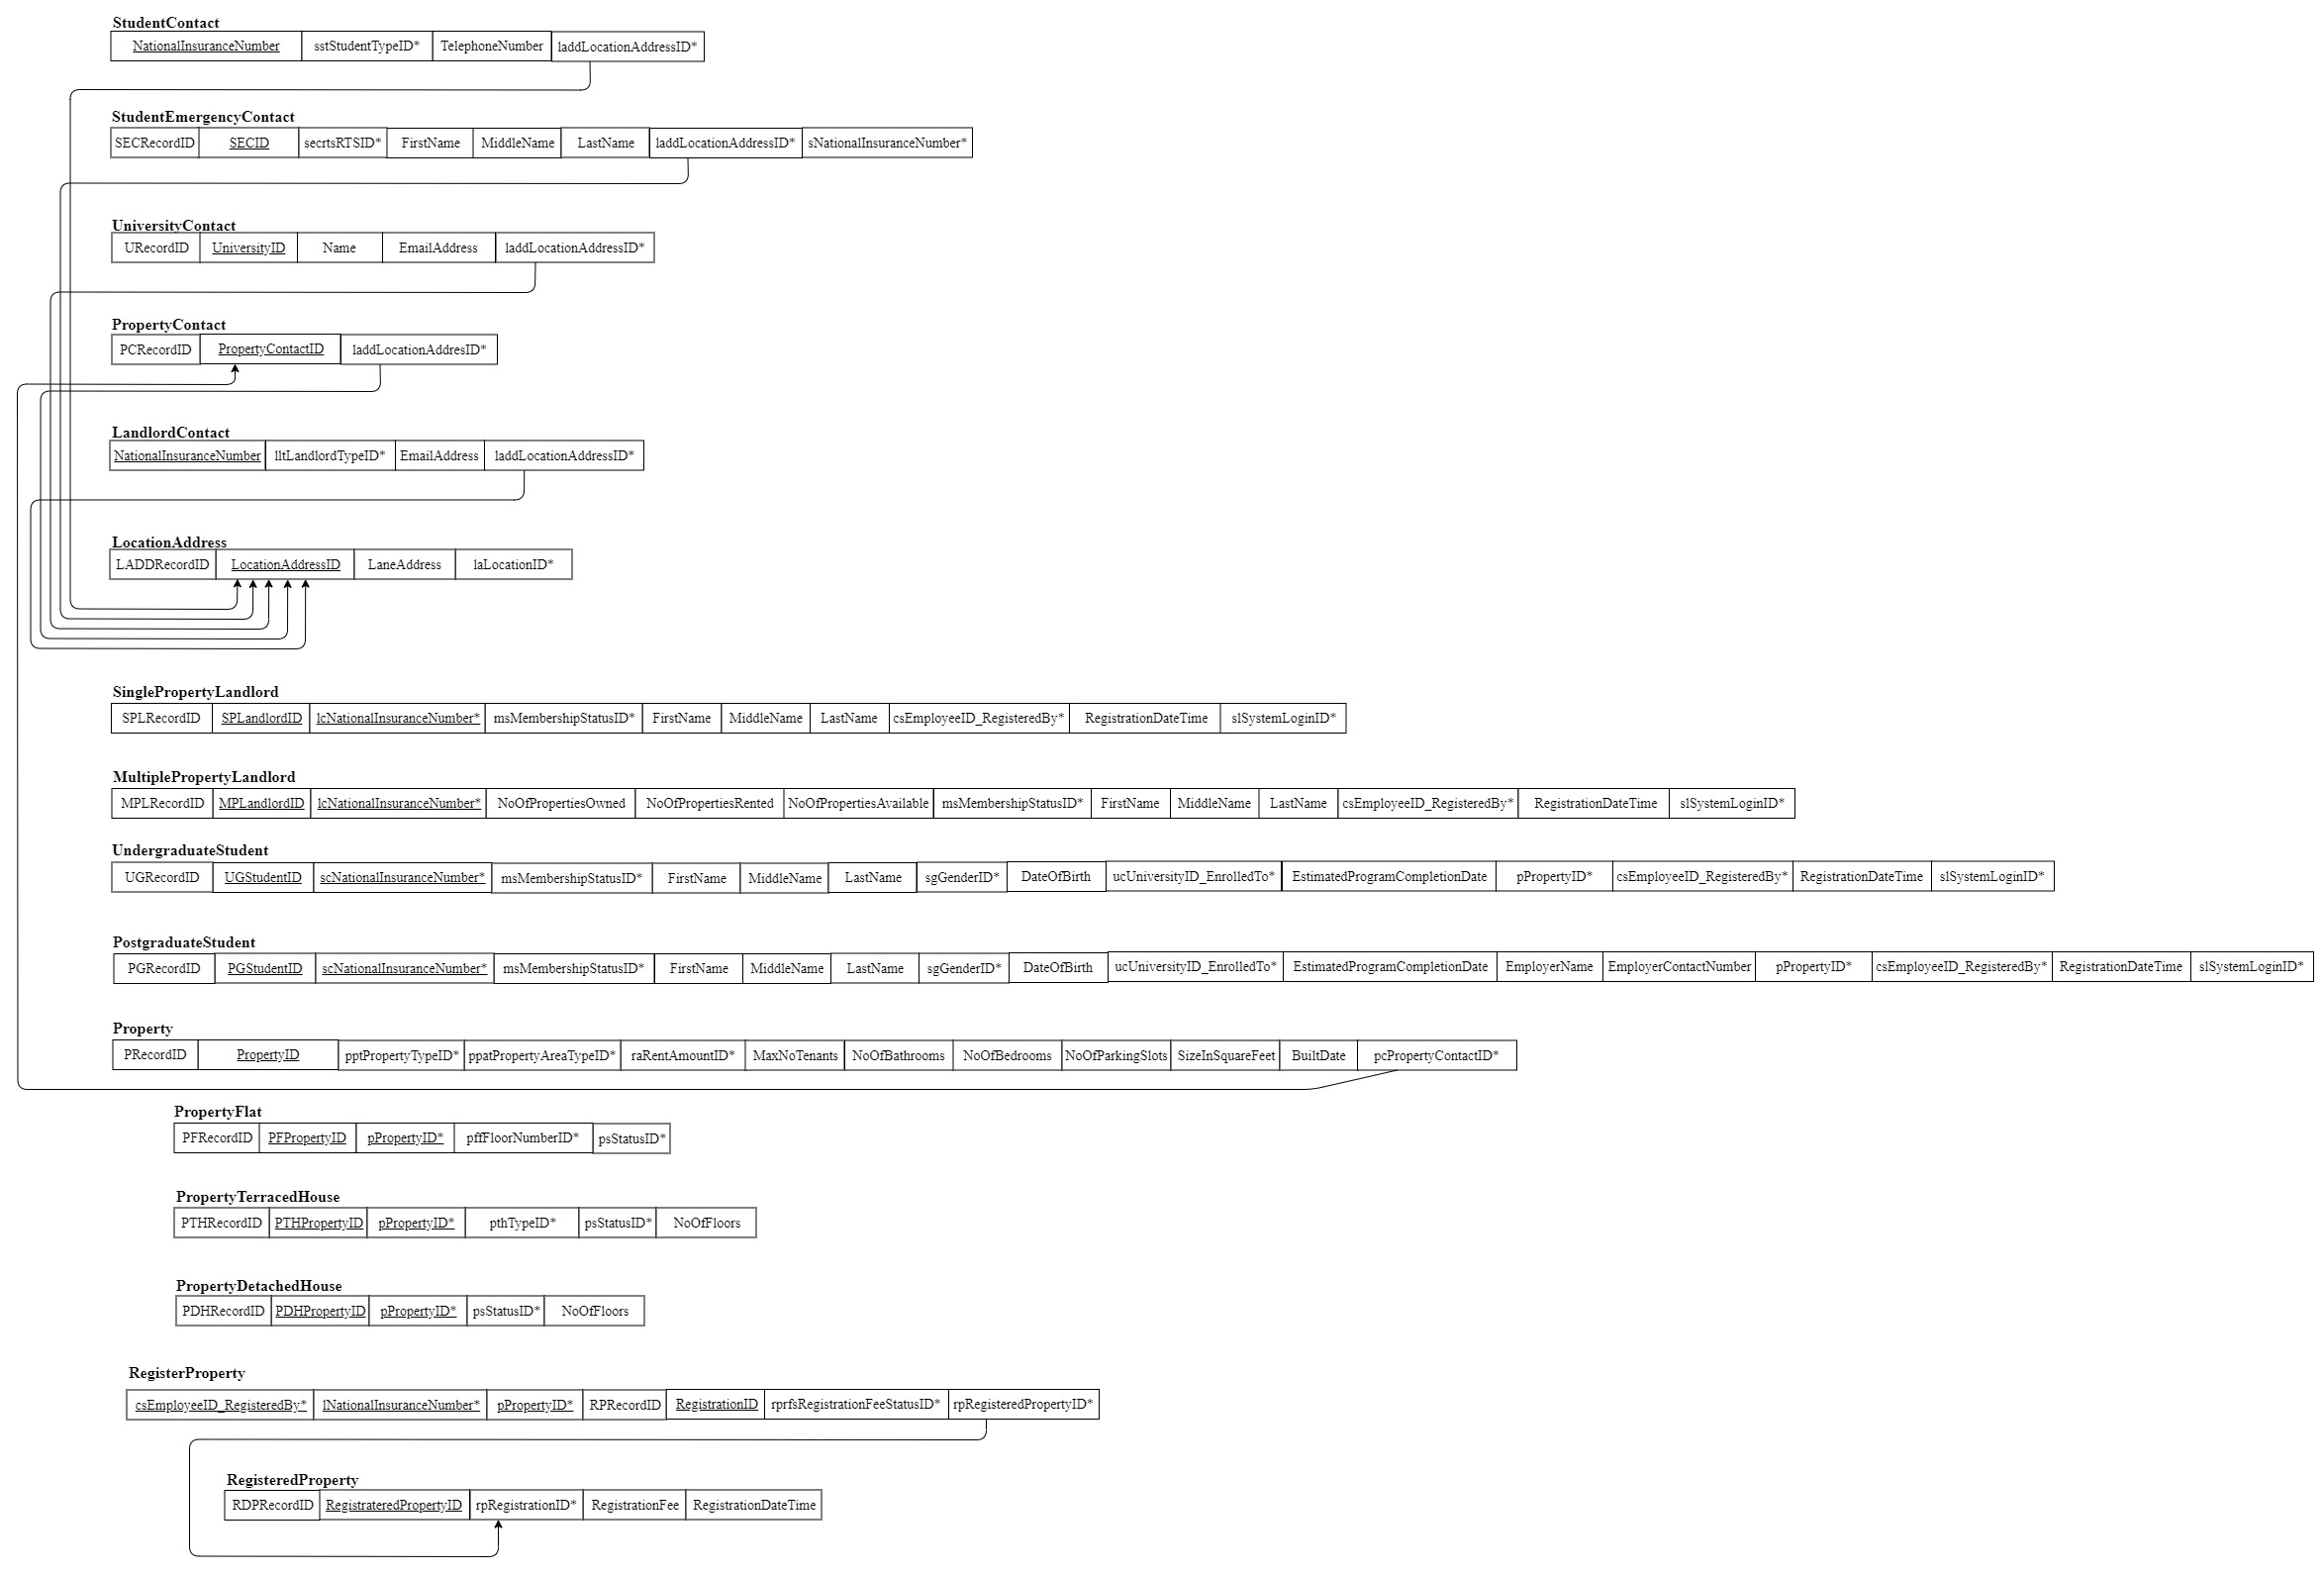 StudentContact
NationalInsuranceNumber sstStudentTypeID* TelephoneNumber laddLocationAddressID*
StudentEmergencyContact
SECRecordID SECID secrtsRTSID* FirstName MiddleName LastName laddLocationAddressID* sNationalInsuranceNumber*
UniversityContact
URecordID UniversityID Name EmailAddress laddLocationAddressID*
PropertyContact
PCRecordID PropertyContactID laddLocationAddresID*
LandlordContact
NationalInsuranceNumber lltLandlordTypeID* EmailAddress laddLocationAddressID*
LocationAddress
LADDRecordID LocationAddressID LaneAddress laLocationID*
SinglePropertyLandlord
SPLRecordID SPLandlordID lcNationalInsuranceNumber* msMembershipStatusID* FirstName MiddleName LastName csEmployeeID_RegisteredBy* RegistrationDateTime slSystemLoginID*
MultiplePropertyLandlord
MPLRecordID MPLandlordID lcNationalInsuranceNumber* NoOfPropertiesOwned NoOfPropertiesRented NoOfPropertiesAvailable msMembershipStatusID* FirstName MiddleName LastName csEmployeeID_RegisteredBy* RegistrationDateTime slSystemLoginID*
UndergraduateStudent
UGRecordID UGStudentID scNationalInsuranceNumber* msMembershipStatusID* FirstName MiddleName LastName sgGenderID* DateOfBirth ucUniversityID_EnrolledTo* EstimatedProgramCompletionDate pPropertyID* csEmployeeID_RegisteredBy* RegistrationDateTime slSystemLoginID*
PostgraduateStudent
PGRecordID PGStudentID scNationalInsuranceNumber* msMembershipStatusID* FirstName MiddleName LastName sgGenderID* DateOfBirth ucUniversityID_EnrolledTo* EstimatedProgramCompletionDate EmployerName EmployerContactNumber pPropertyID* csEmployeeID_RegisteredBy* RegistrationDateTime slSystemLoginID*
Property
PRecordID PropertyID pptPropertyTypeID* ppatPropertyAreaTypeID* raRentAmountID* MaxNoTenants NoOfBathrooms NoOfBedrooms NoOfParkingSlots SizeInSquareFeet BuiltDate pcPropertyContactID*
PropertyFlat
PFRecordID PFPropertyID pPropertyID* pffFloorNumberID* psStatusID*
PropertyTerracedHouse
PTHRecordID PTHPropertyID pPropertyID* pthTypeID* psStatusID* NoOfFloors
PropertyDetachedHouse
PDHRecordID PDHPropertyID pPropertyID* psStatusID* NoOfFloors
RegisterProperty
csEmployeeID_RegisteredBy* lNationalInsuranceNumber* pPropertyID* RPRecordID RegistrationID rprfsRegistrationFeeStatusID* rpRegisteredPropertyID*
RegisteredProperty
RDPRecordID RegistrateredPropertyID rpRegistrationID* RegistrationFee RegistrationDateTime